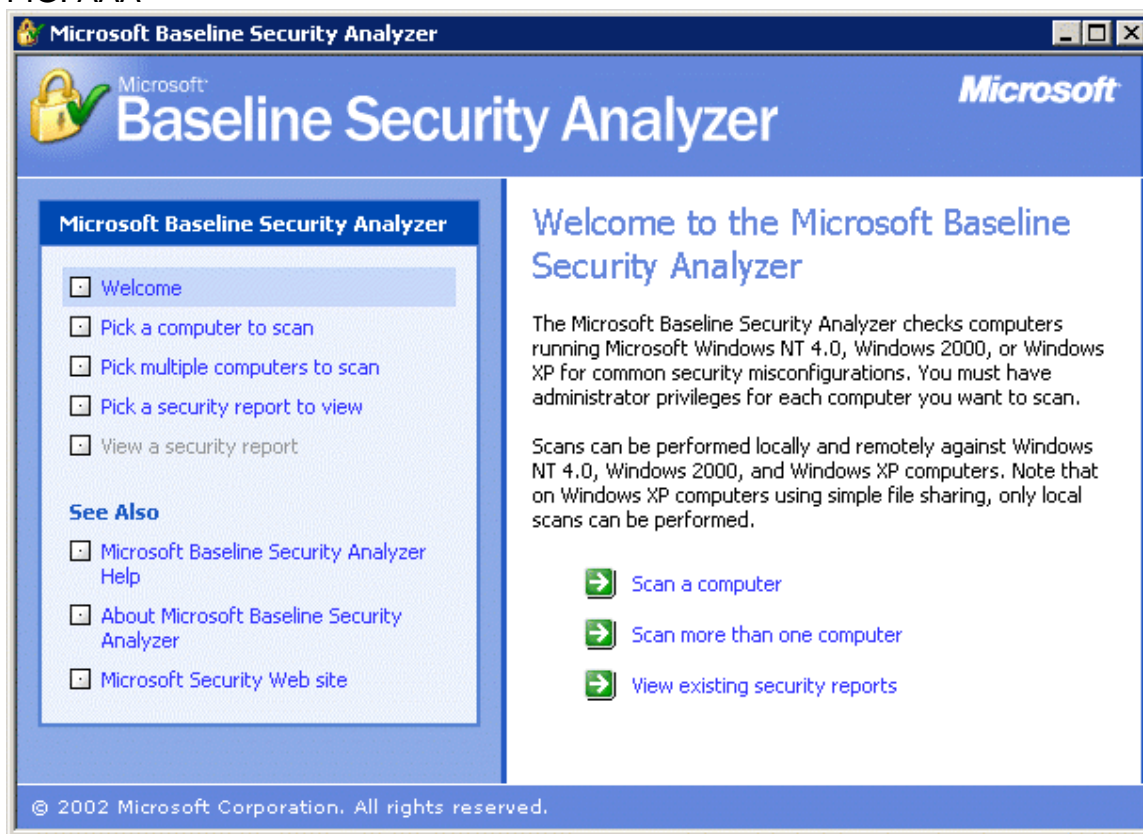 Microsoft Baseline Security Analyzer
Microsoft
Baseline Security Analyzer
Microsoft
Microsoft Baseline Security Analyzer
Welcome
Pick a computer to scan
Pick multiple computers to scan
Pick a security report to view
View a security report
See Also
Microsoft Baseline Security Analyzer
Help
About Microsoft Baseline Security
Analyzer
Microsoft Security Web site
Welcome to the Microsoft Baseline
Security Analyzer
The Microsoft Baseline Security Analyzer checks computers
running Microsoft Windows NT 4.0, Windows 2000, or Windows
XP for common security misconfigurations. You must have
administrator privileges for each computer you want to scan.
Scans can be performed locally and remotely against Windows
NT 4.0, Windows 2000, and Windows XP computers. Note that
on Windows XP computers using simple file sharing, only local
scans can be performed.
Scan a computer
Scan more than one computer
View existing security reports
© 2002 Microsoft Corporation. All rights reserved.